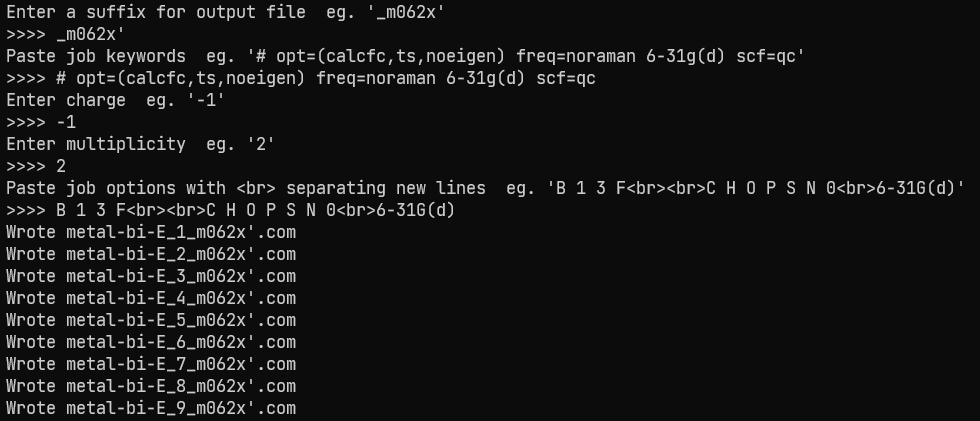 Enter a suffix for output file  eg. '_m062x'
>>>> _m062x'
Paste job keywords  eg. '# opt=(calcfc,ts,noeigen) freq=noraman 6-31g(d) scf=qc'
>>>> # opt=(calcfc,ts,noeigen) freq=noraman 6-31g(d) scf=qc
Enter charge  eg. '-1'
>>>> -1
Enter multiplicity  eg. '2'
>>>> 2
Paste job options with <br> separating new lines  eg. 'B 1 3 F<br><br>C H O P S N 0<br>6-31G(d)'
>>>> B 1 3 F<br><br>C H O P S N 0<br>6-31G(d)
Wrote metal-bi-E_1_m062x'.com
Wrote metal-bi-E_2_m062x'.com
Wrote metal-bi-E_3_m062x'.com
Wrote metal-bi-E_4_m062x'.com
Wrote metal-bi-E_5_m062x'.com
Wrote metal-bi-E_6_m062x'.com
Wrote metal-bi-E_7_m062x'.com
Wrote metal-bi-E_8_m062x'.com
Wrote metal-bi-E_9_m062x'.com